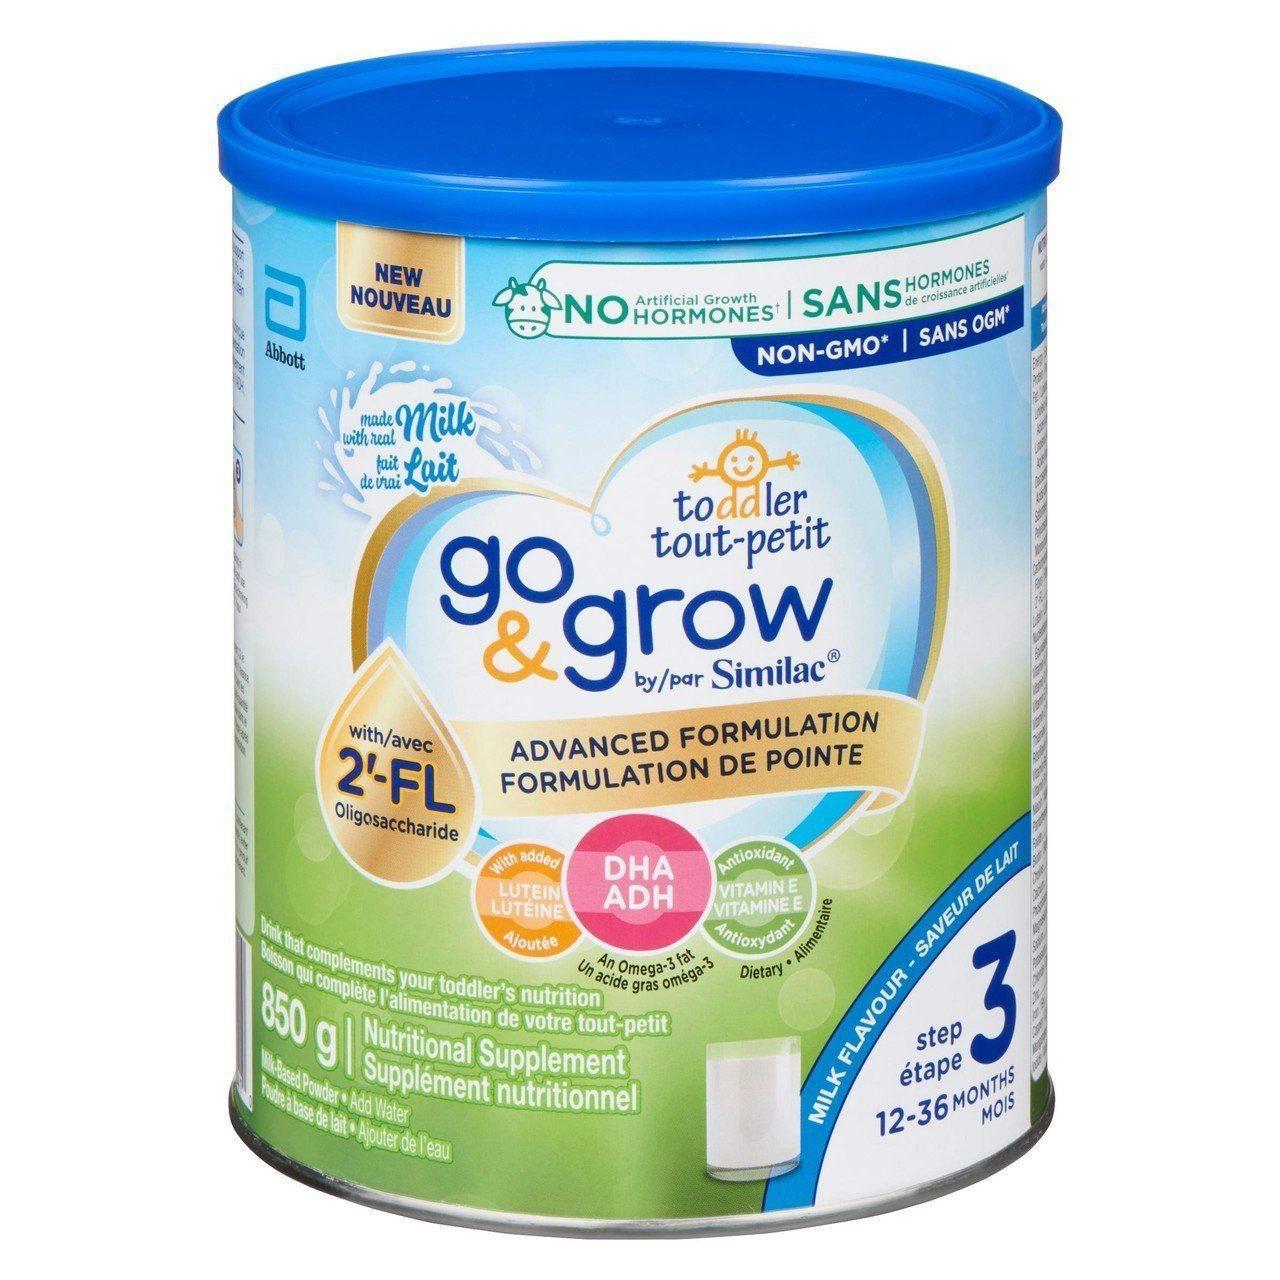 NEW
NOUVEAU
Abbott
NO Artificial Growth HORMONES† | SANS HORMONES de croissance artificielles†
NON-GMO* | SANS OGM*
made with real Milk
fait de vrai Lait
toddler
tout-petit
go
&grow
by/par Similac®
with/avec
2'-FL
Oligosaccharide
ADVANCED FORMULATION
FORMULATION DE POINTE
With added
LUTEIN
LUTÉINE
Ajoutée
DHA
ADH
An Omega-3 fat
Un acide gras oméga-3
Antioxidant
VITAMIN E
VITAMINE E
Antioxydant
Dietary • Alimentaire
Drink that complements your toddler's nutrition
Boisson qui complète l'alimentation de votre tout-petit
850 g | Nutritional Supplement
Supplément nutritionnel
Milk-Based Powder • Add Water
Poudre à base de lait • Ajouter de l'eau
MILK FLAVOUR - SAVEUR DE LAIT
step
étape 3
12-36 MONTHS
MOIS